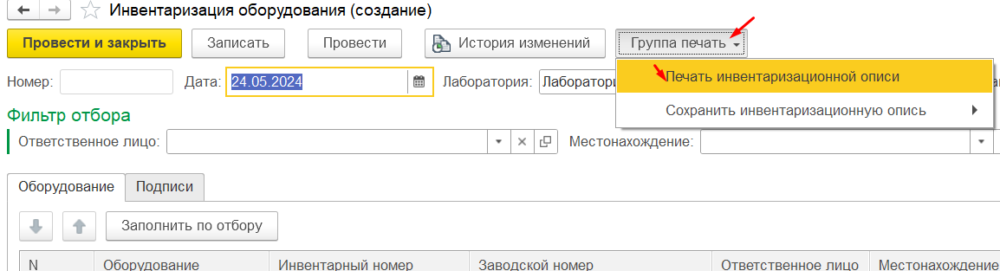 Инвентаризация оборудования (создание)
Провести и закрыть Записать Провести История изменений Группа печать
Номер: Дата: 24.05.2024 Лаборатория:
Печать инвентаризационной описи
Сохранить инвентаризационную опись
Фильтр отбора
Ответственное лицо: Местонахождение:
Оборудование Подписи
Заполнить по отбору
N Оборудование Инвентарный номер Заводской номер Ответственное лицо Местонахождение